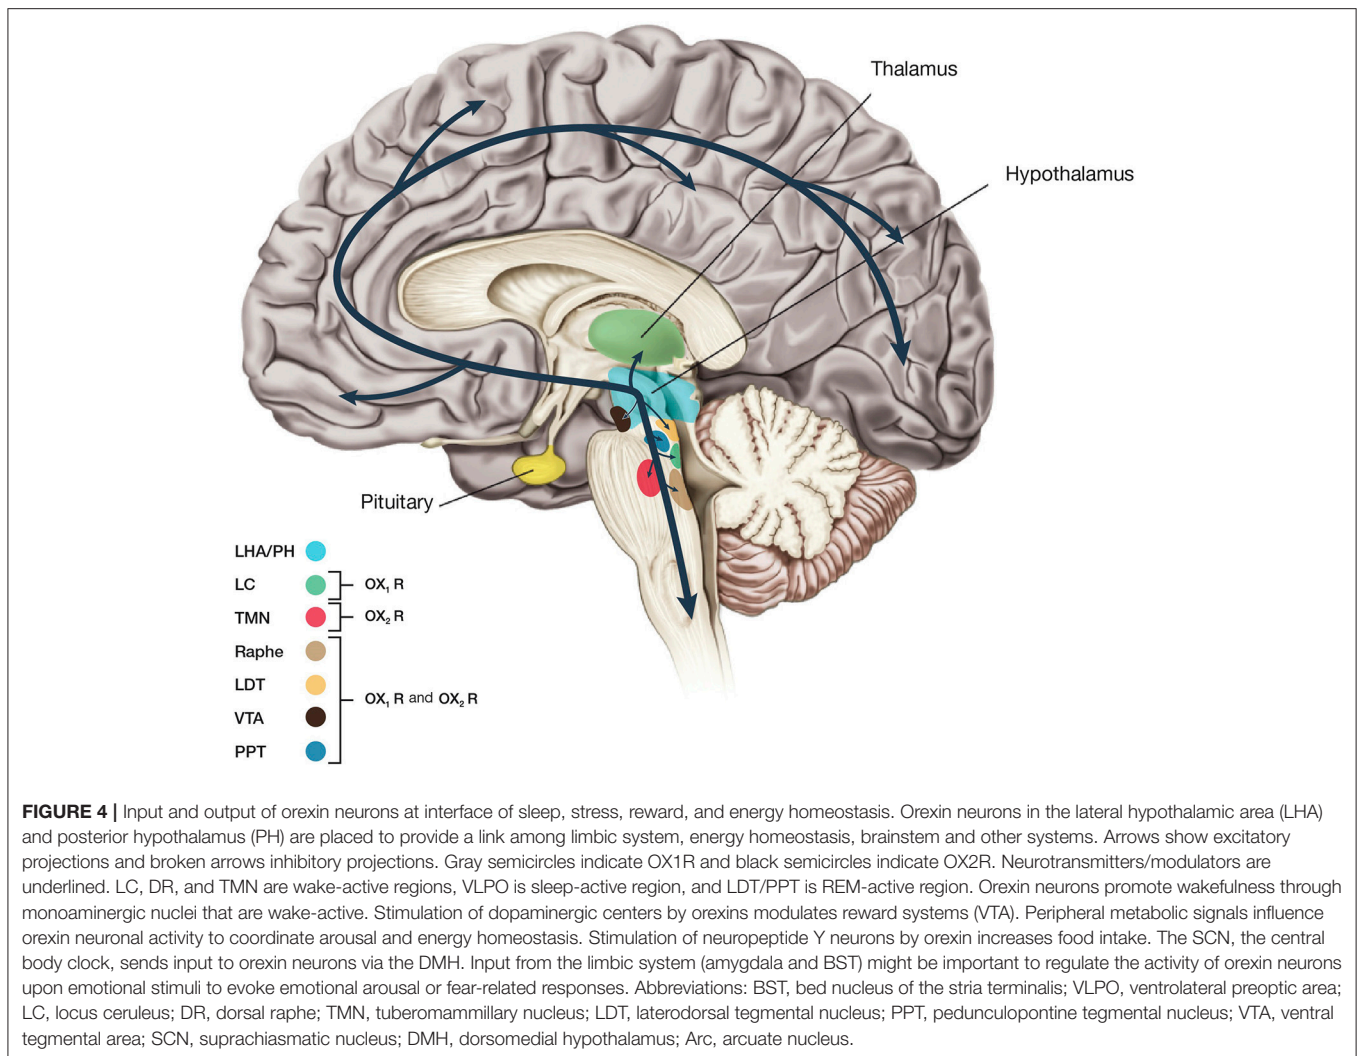 Thalamus
Hypothalamus
Pituitary
LHA/PH
LC
OX₁ R
TMN
OX₂ R
Raphe
LDT
OX₁ R and OX₂ R
VTA
PPT
FIGURE 4 | Input and output of orexin neurons at interface of sleep, stress, reward, and energy homeostasis. Orexin neurons in the lateral hypothalamic area (LHA)
and posterior hypothalamus (PH) are placed to provide a link among limbic system, energy homeostasis, brainstem and other systems. Arrows show excitatory
projections and broken arrows inhibitory projections. Gray semicircles indicate OX1R and black semicircles indicate OX2R. Neurotransmitters/modulators are
underlined. LC, DR, and TMN are wake-active regions, VLPO is sleep-active region, and LDT/PPT is REM-active region. Orexin neurons promote wakefulness through
monoaminergic nuclei that are wake-active. Stimulation of dopaminergic centers by orexins modulates reward systems (VTA). Peripheral metabolic signals influence
orexin neuronal activity to coordinate arousal and energy homeostasis. Stimulation of neuropeptide Y neurons by orexin increases food intake. The SCN, the central
body clock, sends input to orexin neurons via the DMH. Input from the limbic system (amygdala and BST) might be important to regulate the activity of orexin neurons
upon emotional stimuli to evoke emotional arousal or fear-related responses. Abbreviations: BST, bed nucleus of the stria terminalis; VLPO, ventrolateral preoptic area;
LC, locus ceruleus; DR, dorsal raphe; TMN, tuberomammillary nucleus; LDT, laterodorsal tegmental nucleus; PPT, pedunculopontine tegmental nucleus; VTA, ventral
tegmental area; SCN, suprachiasmatic nucleus; DMH, dorsomedial hypothalamus; Arc, arcuate nucleus.